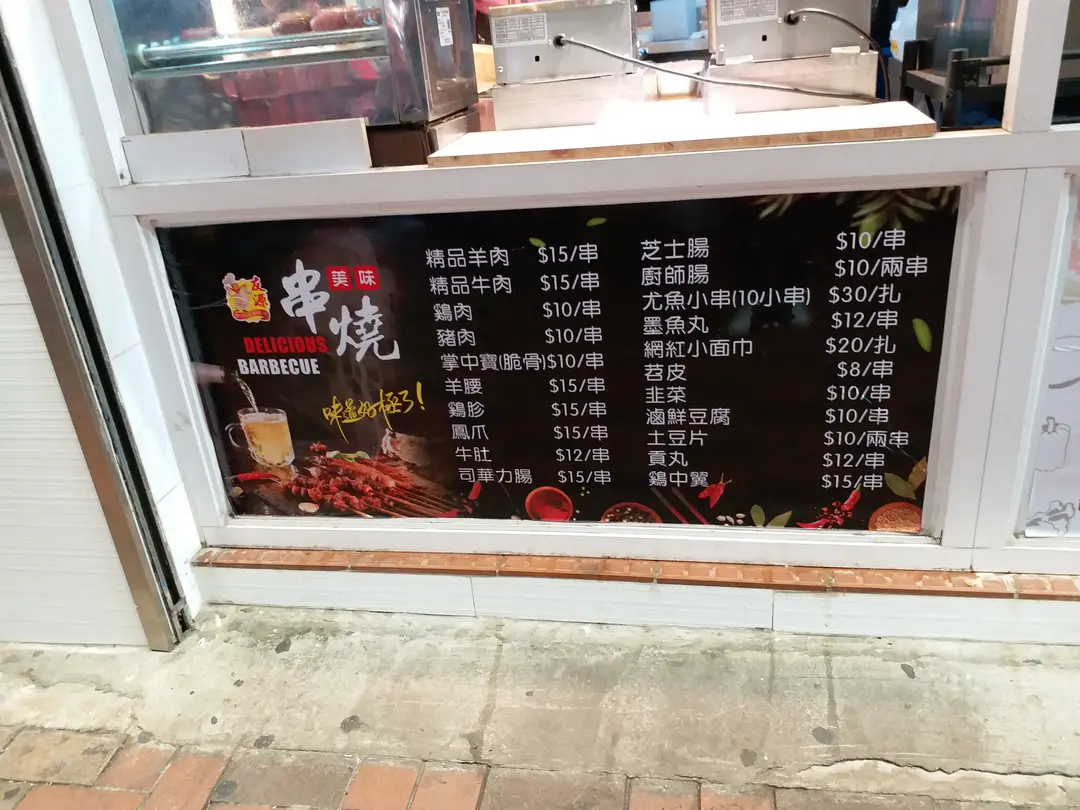 友源
串燒
美味
DELICIOUS
BARBECUE
味道好極了!
精品羊肉 $15/串
精品牛肉 $15/串
鷄肉 $10/串
豬肉 $10/串
掌中寶(脆骨)$10/串
羊腰 $15/串
鷄胗 $15/串
鳳爪 $15/串
牛肚 $12/串
司華力腸 $15/串
芝士腸 $10/串
廚師腸 $10/兩串
尤魚小串(10小串) $30/扎
墨魚丸 $12/串
網紅小面巾 $20/扎
苕皮 $8/串
韭菜 $10/串
滷鮮豆腐 $10/串
土豆片 $10/兩串
貢丸 $12/串
鷄中翼 $15/串